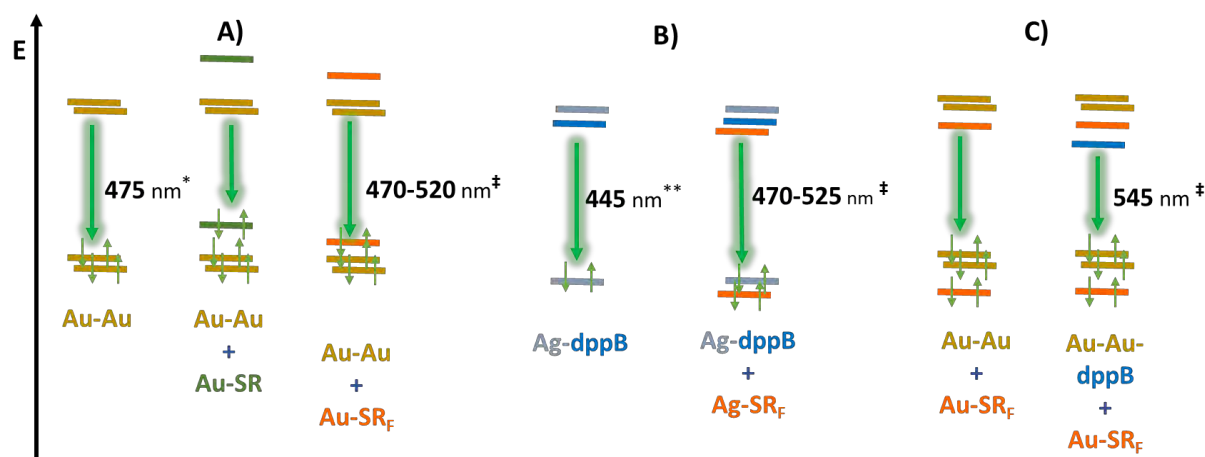 E
A)
B)
C)
475 nm*
470-520 nm‡
445 nm**
470-525 nm ‡
545 nm ‡
Au-Au
Au-Au
+
Au-SR
Au-Au
+
Au-SRF
Ag-dppB
Ag-dppB
+
Ag-SRF
Au-Au
+
Au-SRF
Au-Au-
dppB
+
Au-SRF